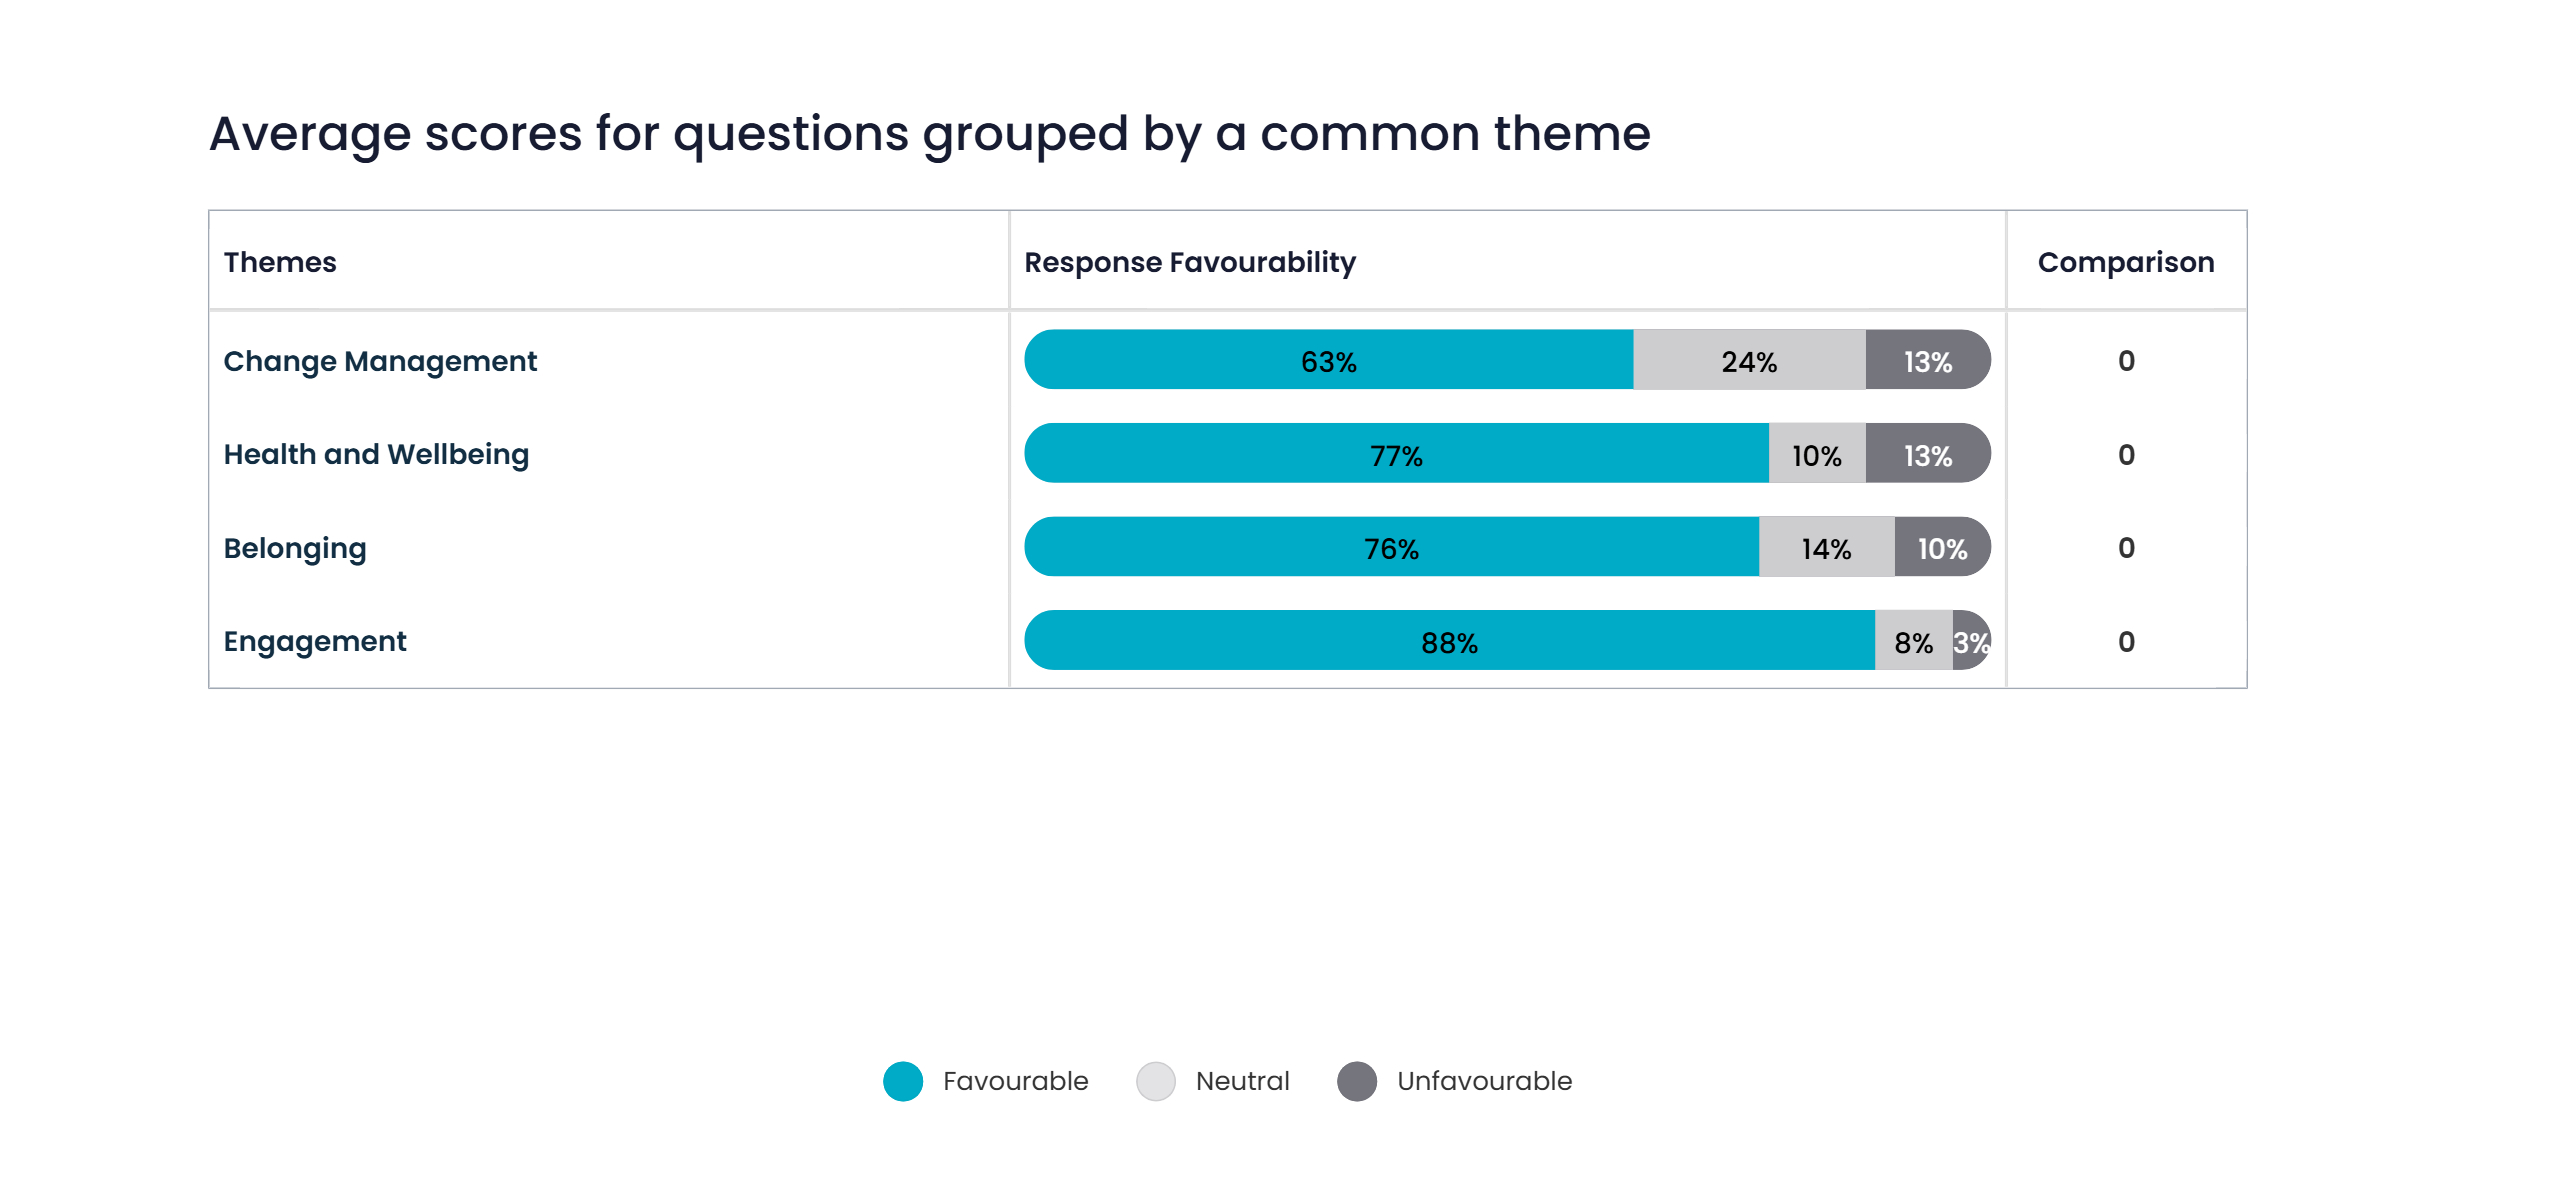 Average scores for questions grouped by a common theme
Themes Response Favourability Comparison
Change Management 63% 24% 13% 0
Health and Wellbeing 77% 10% 13% 0
Belonging 76% 14% 10% 0
Engagement 88% 8% 3% 0
Favourable Neutral Unfavourable